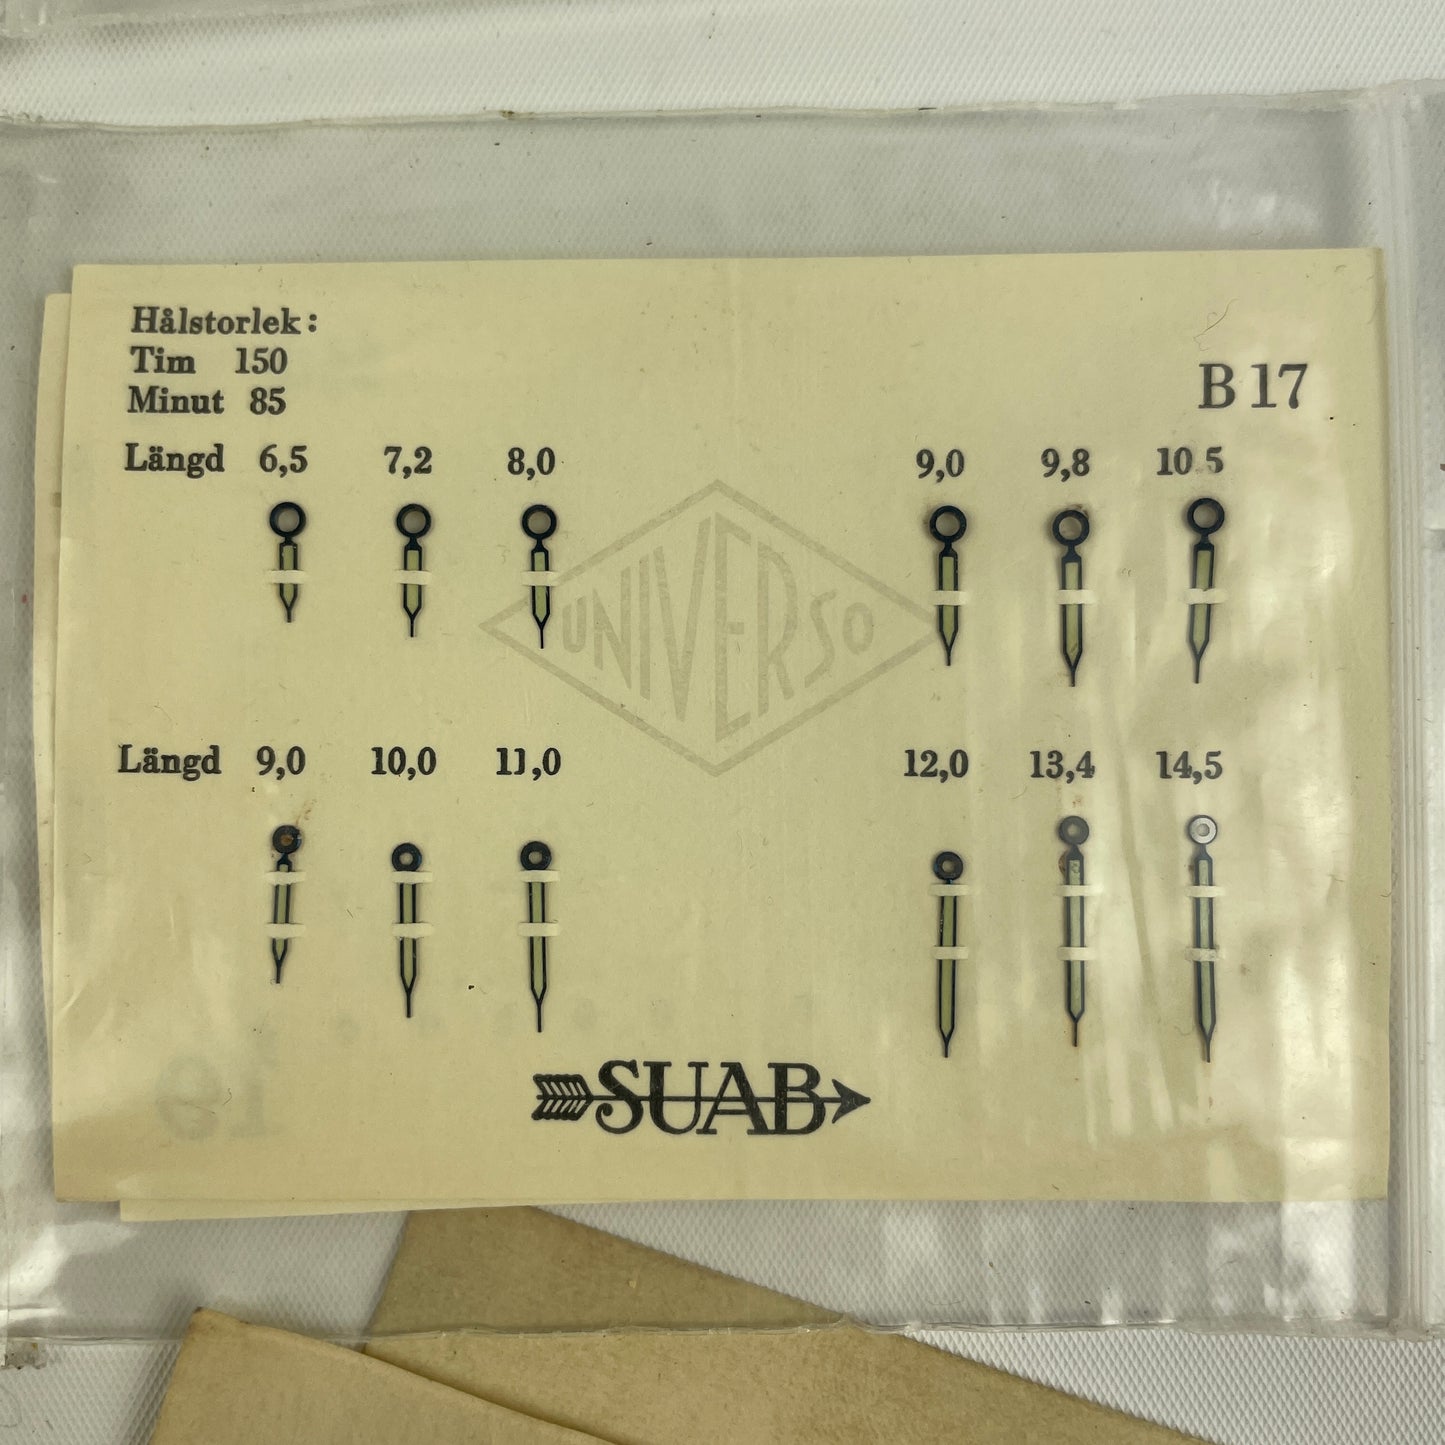 Hålstorlek:
Tim 150
Minut 85
B 17
Längd 6,5 7,2 8,0 9,0 9,8 10 5
UNIVERSO
Längd 9,0 10,0 11,0 12,0 13,4 14,5
SUAB